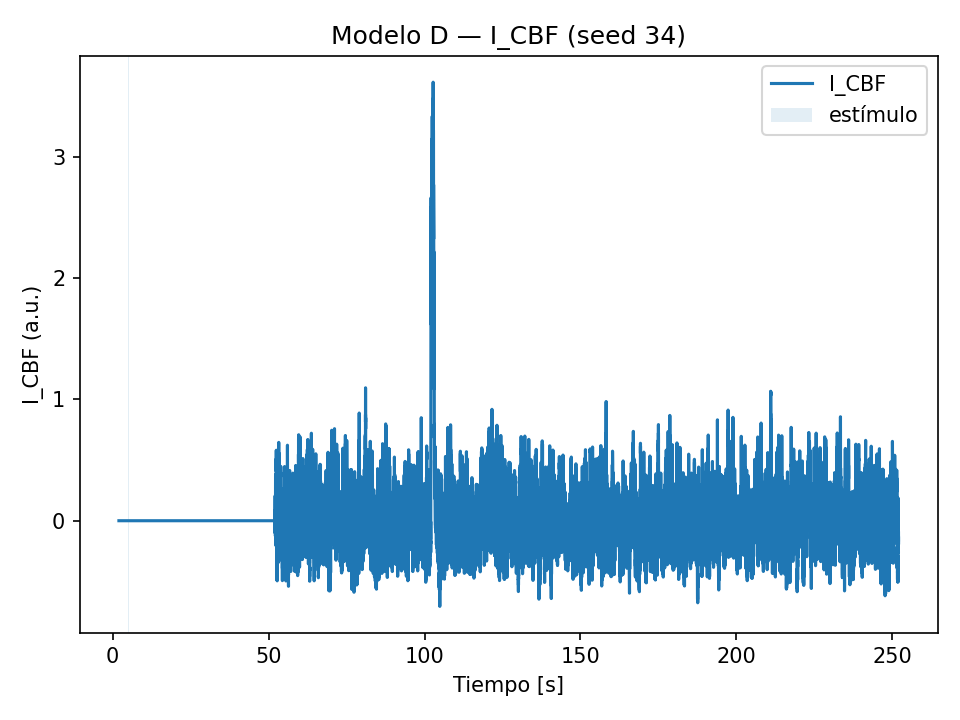 Modelo D — I_CBF (seed 34)
I_CBF
estímulo
I_CBF (a.u.)
3
2
1
0
0 50 100 150 200 250
Tiempo [s]